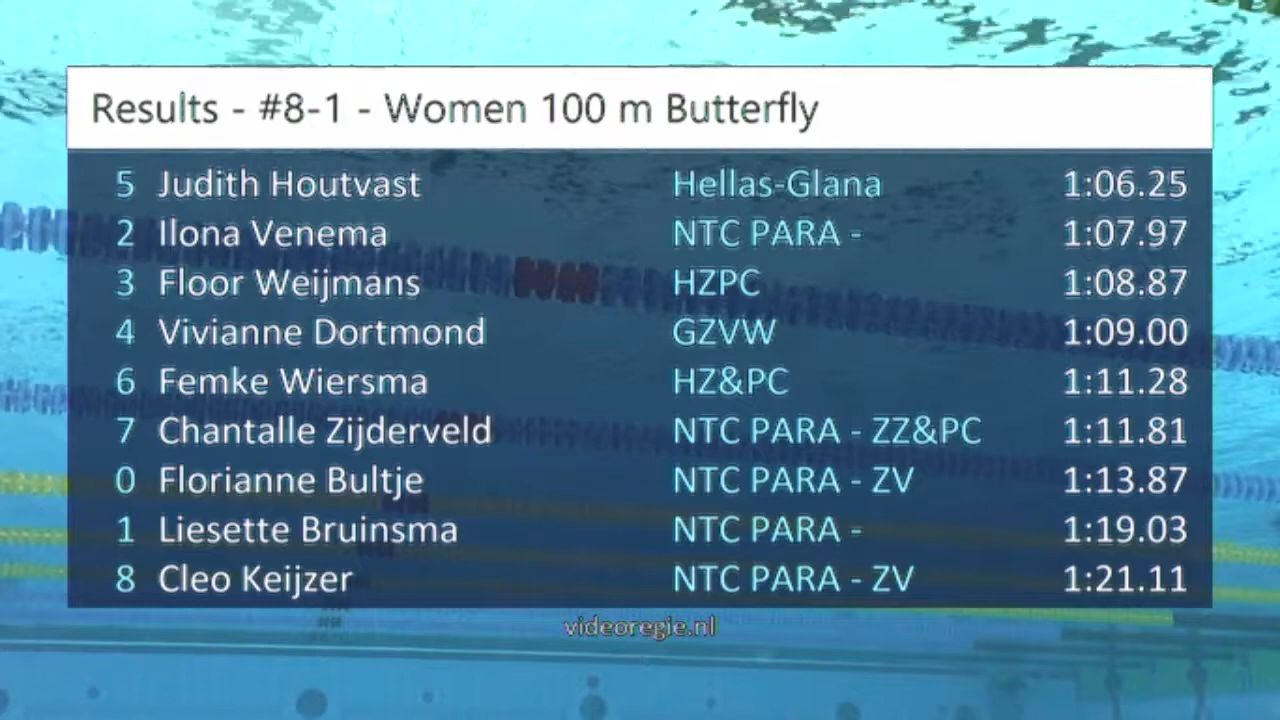 Results - #8-1 - Women 100 m Butterfly
5 Judith Houtvast Hellas-Glana 1:06.25
2 Ilona Venema NTC PARA - 1:07.97
3 Floor Weijmans HZPC 1:08.87
4 Vivianne Dortmond GZVW 1:09.00
6 Femke Wiersma HZ&PC 1:11.28
7 Chantalle Zijderveld NTC PARA - ZZ&PC 1:11.81
0 Florianne Bultje NTC PARA - ZV 1:13.87
1 Liesette Bruinsma NTC PARA - 1:19.03
8 Cleo Keijzer NTC PARA - ZV 1:21.11
videoregie.nl